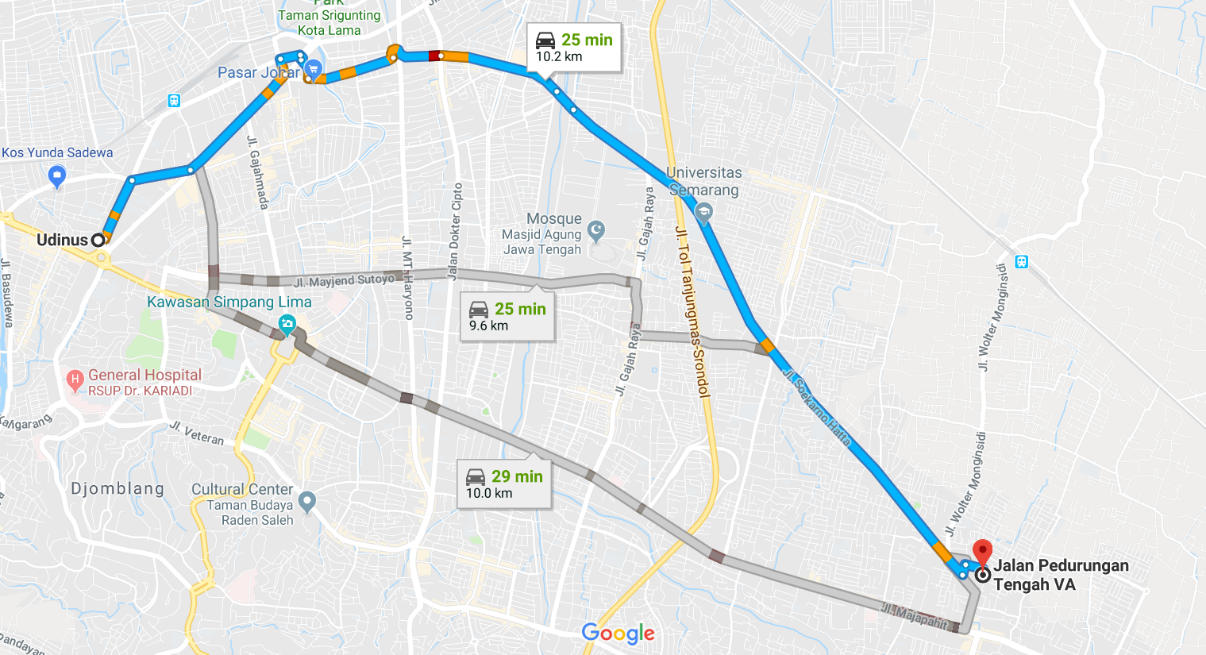 Park
Taman Srigunting
Kota Lama
25 min
10.2 km
Pasar Johar
Kos Yunda Sadewa
Jl. Gajahmada
Universitas
Semarang
Udinus
Mosque
Masjid Agung
Jawa Tengah
Jalan Dokter Cipto
Jl. MT. Haryono
Jl. Gajah Raya
Jl. Tol Tanjungmas-Srondol
Jl. Basudewa
Jl. Mayjend Sutoyo
Kawasan Simpang Lima
25 min
9.6 km
Jl. Wolter Monginsidi
Jl. Gajah Raya
General Hospital
RSUP Dr. KARIADI
Jl. Soekarno Hatta
Kaligarang
Jl. Veteran
Jl. Wolter Monginsidi
29 min
10.0 km
Djomblang
Cultural Center
Taman Budaya
Raden Saleh
Jalan Pedurungan
Tengah VA
Jl. Majapahit
Google